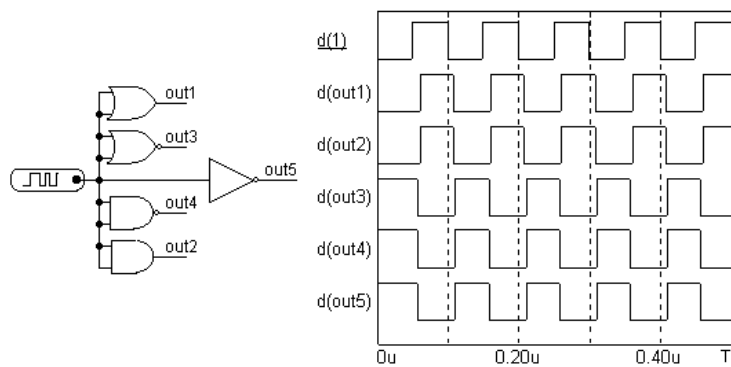 out1
out3
out5
out4
out2
d(1)
d(out1)
d(out2)
d(out3)
d(out4)
d(out5)
0u 0.20u 0.40u T